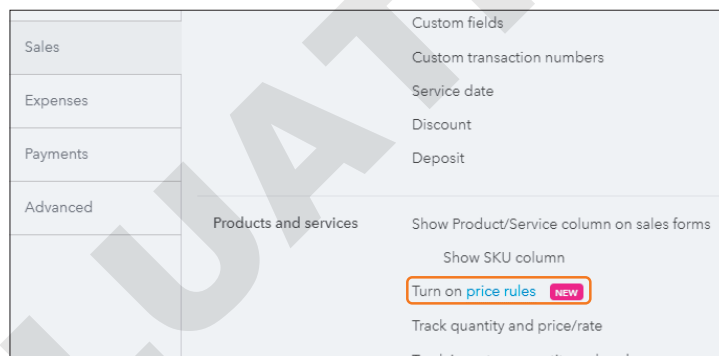 Custom fields
Sales
Custom transaction numbers
Expenses
Service date
Discount
Payments
Deposit
Advanced
Products and services
Show Product/Service column on sales forms
Show SKU column
Turn on price rules NEW
Track quantity and price/rate